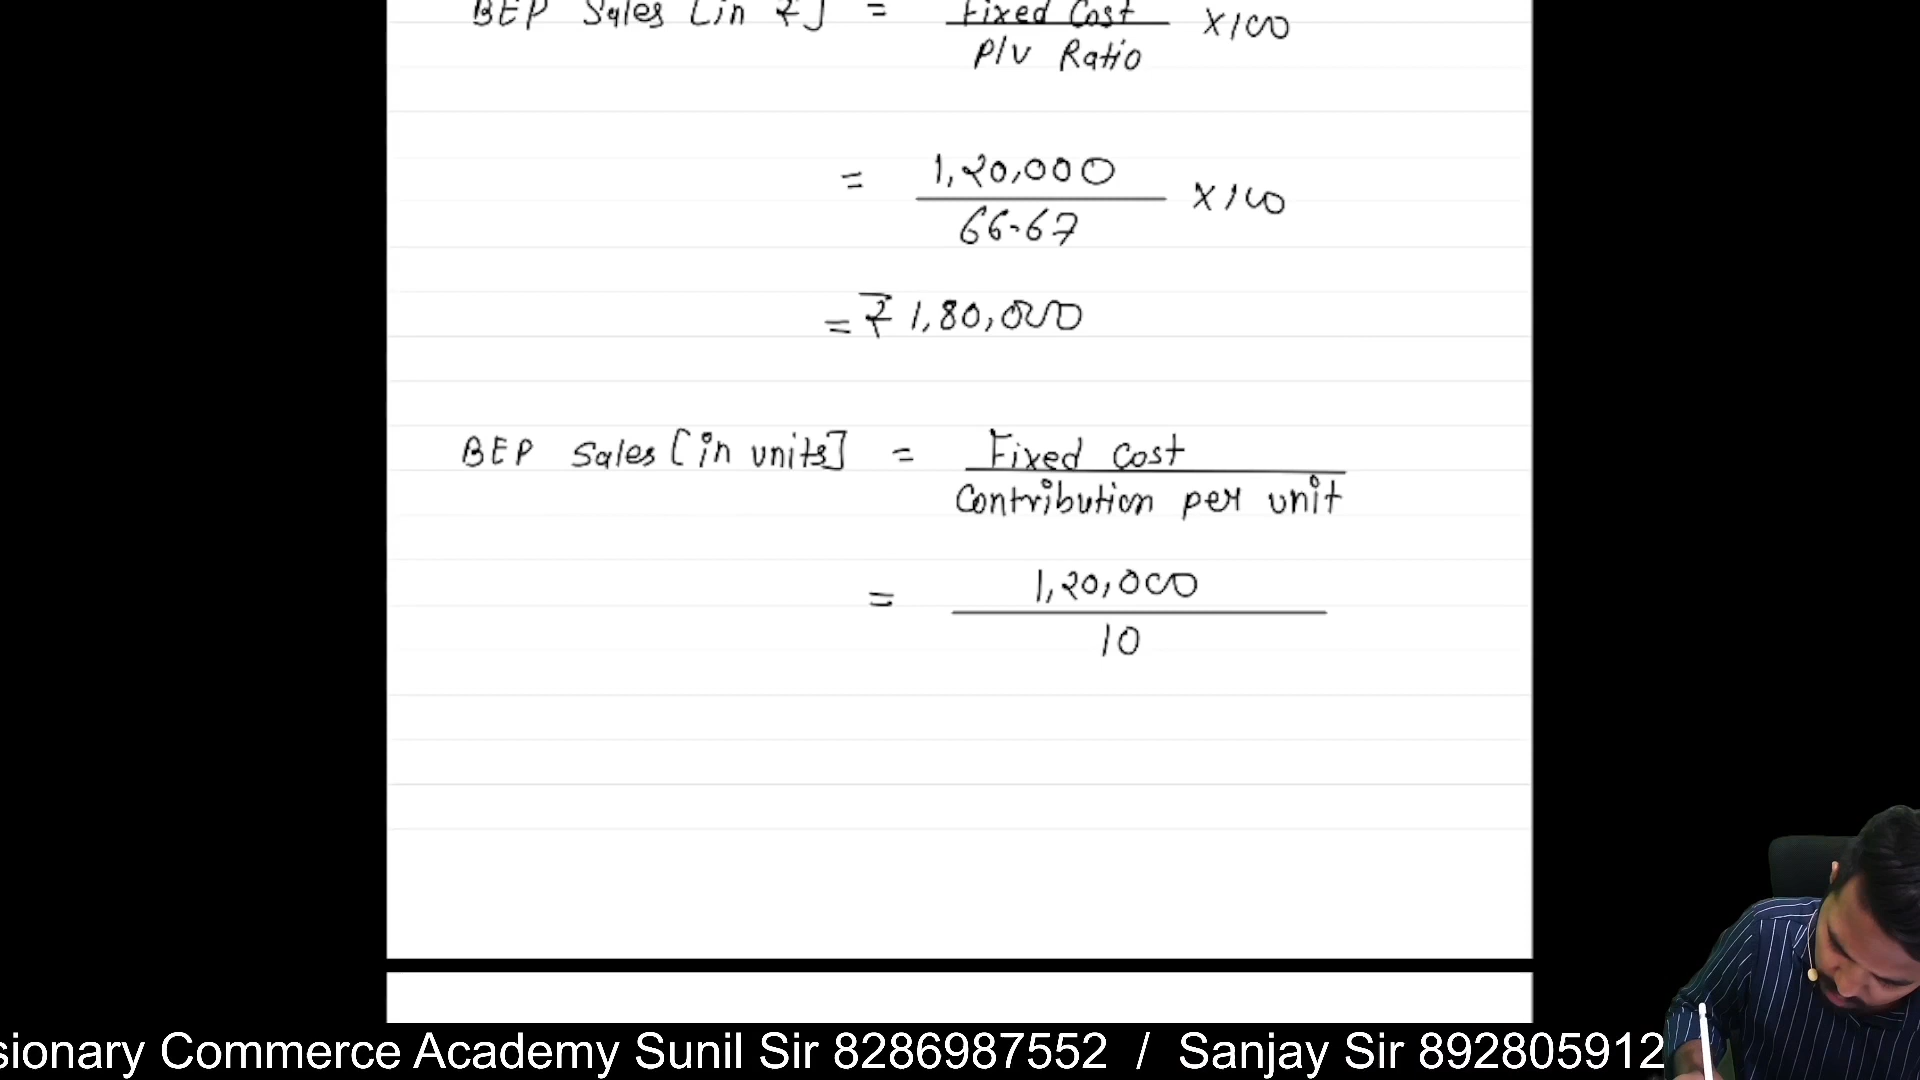 BEP Sales [in ₹] = Fixed Cost / P/V Ratio × 100
= 1,20,000 / 66.67 × 100
= ₹ 1,80,000
BEP Sales [in units] = Fixed Cost / Contribution per unit
= 1,20,000 / 10
sionary Commerce Academy Sunil Sir 8286987552 / Sanjay Sir 892805912